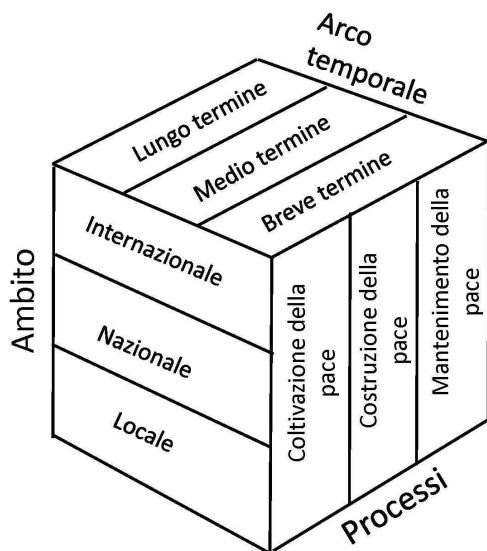 Arco
temporale
Lungo termine
Medio termine
Breve termine
Ambito
Internazionale
Nazionale
Locale
Coltivazione della
pace
Costruzione della
pace
Mantenimento della
pace
Processi